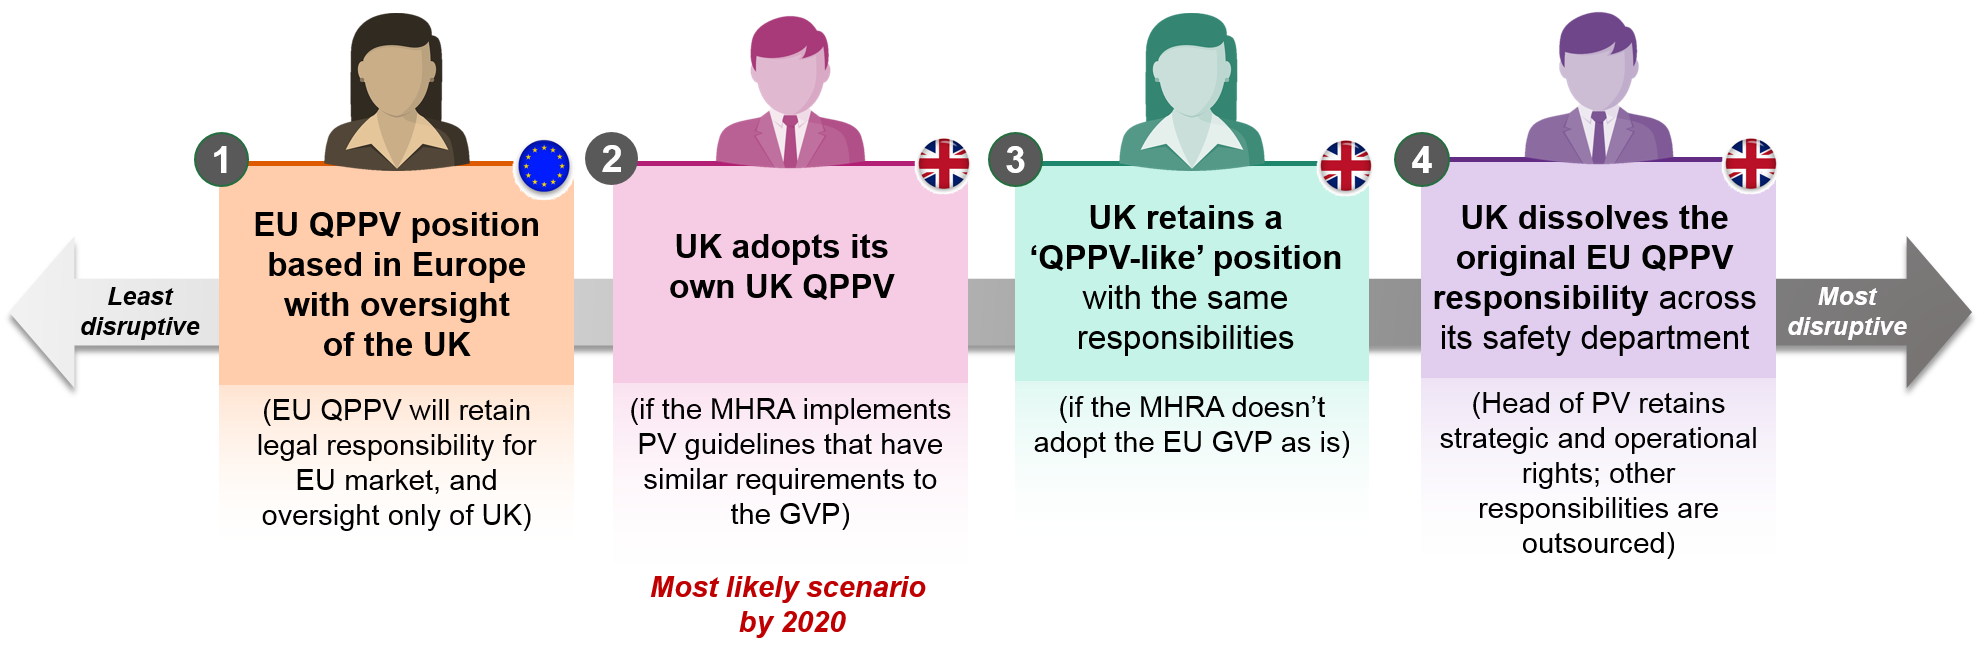 Least
disruptive
1
EU QPPV position
based in Europe
with oversight
of the UK
(EU QPPV will retain
legal responsibility for
EU market, and
oversight only of UK)
2
UK adopts its
own UK QPPV
(if the MHRA implements
PV guidelines that have
similar requirements to
the GVP)
Most likely scenario
by 2020
3
UK retains a
‘QPPV-like’ position
with the same
responsibilities
(if the MHRA doesn’t
adopt the EU GVP as is)
4
UK dissolves the
original EU QPPV
responsibility across
its safety department
(Head of PV retains
strategic and operational
rights; other
responsibilities are
outsourced)
Most
disruptive